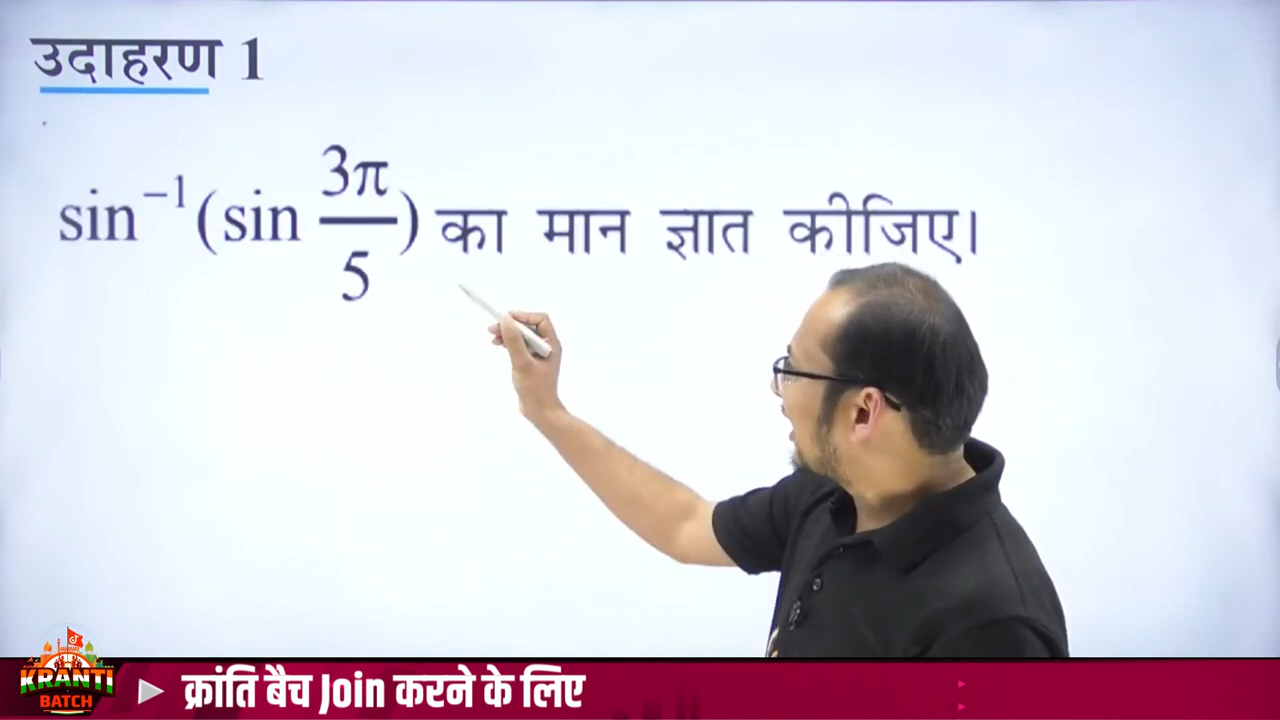 उदाहरण 1
sin⁻¹(sin 3π/5) का मान ज्ञात कीजिए।
KRANTI
BATCH
क्रांति बैच Join करने के लिए